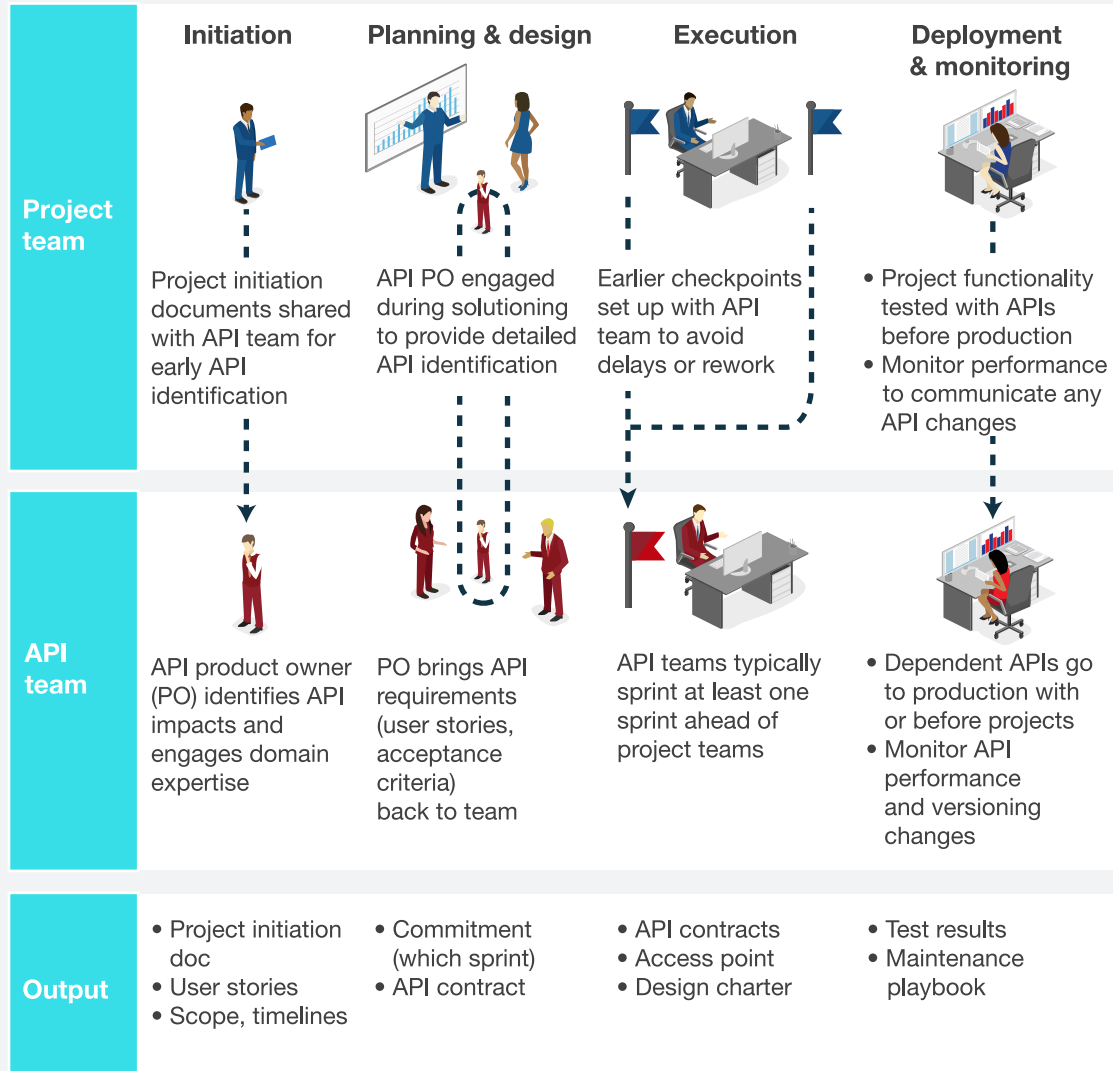 Initiation
Planning & design
Execution
Deployment
& monitoring
Project
team
Project initiation
documents shared
with API team for
early API
identification
API PO engaged
during solutioning
to provide detailed
API identification
Earlier checkpoints
set up with API
team to avoid
delays or rework
• Project functionality
tested with APIs
before production
• Monitor performance
to communicate any
API changes
API
team
API product owner
(PO) identifies API
impacts and
engages domain
expertise
PO brings API
requirements
(user stories,
acceptance
criteria)
back to team
API teams typically
sprint at least one
sprint ahead of
project teams
• Dependent APIs go
to production with
or before projects
• Monitor API
performance
and versioning
changes
Output
• Project initiation
doc
• User stories
• Scope, timelines
• Commitment
(which sprint)
• API contract
• API contracts
• Access point
• Design charter
• Test results
• Maintenance
playbook